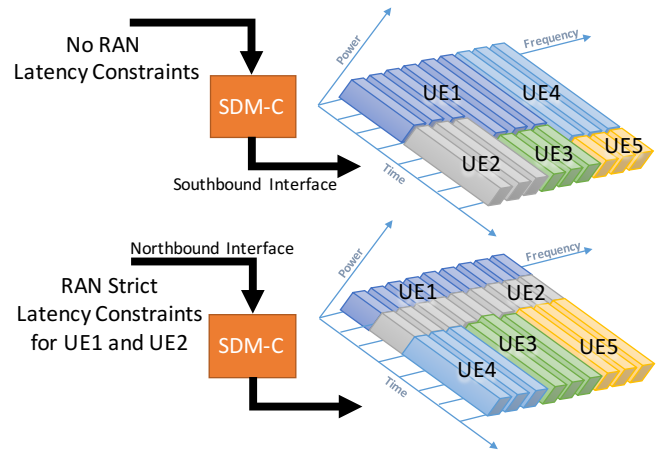 No RAN
Latency Constraints
SDM-C
Southbound Interface
Power
Frequency
UE1
UE4
UE2
UE3
UE5
Time
Northbound Interface
RAN Strict
Latency Constraints
for UE1 and UE2
SDM-C
Power
Frequency
UE1
UE2
UE3
UE5
UE4
Time